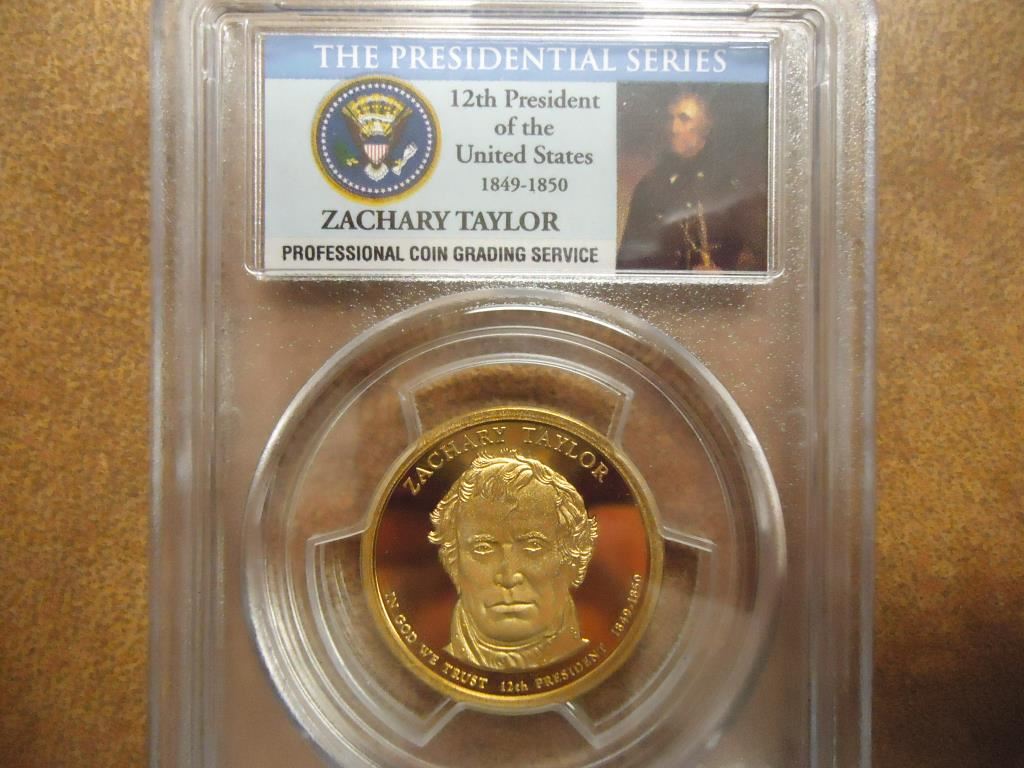 THE PRESIDENTIAL SERIES
12th President
of the
United States
1849-1850
ZACHARY TAYLOR
PROFESSIONAL COIN GRADING SERVICE
ZACHARY TAYLOR
IN GOD WE TRUST 12th PRESIDENT 1849-1850